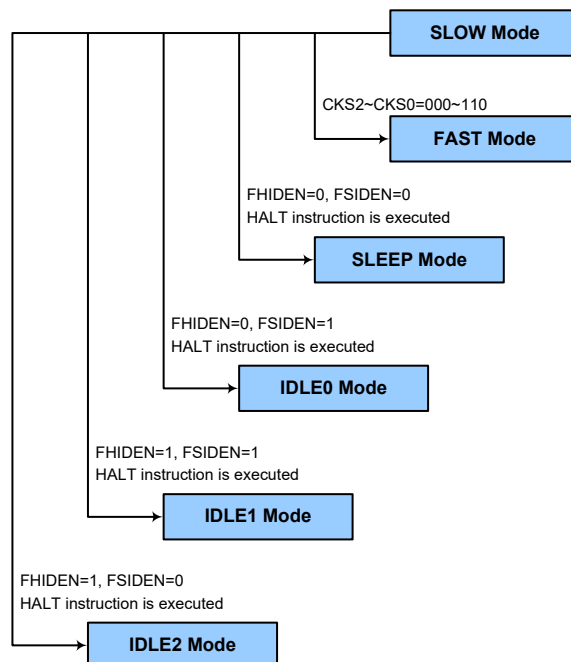 SLOW Mode
CKS2~CKS0=000~110
FAST Mode
FHIDEN=0, FSIDEN=0
HALT instruction is executed
SLEEP Mode
FHIDEN=0, FSIDEN=1
HALT instruction is executed
IDLE0 Mode
FHIDEN=1, FSIDEN=1
HALT instruction is executed
IDLE1 Mode
FHIDEN=1, FSIDEN=0
HALT instruction is executed
IDLE2 Mode